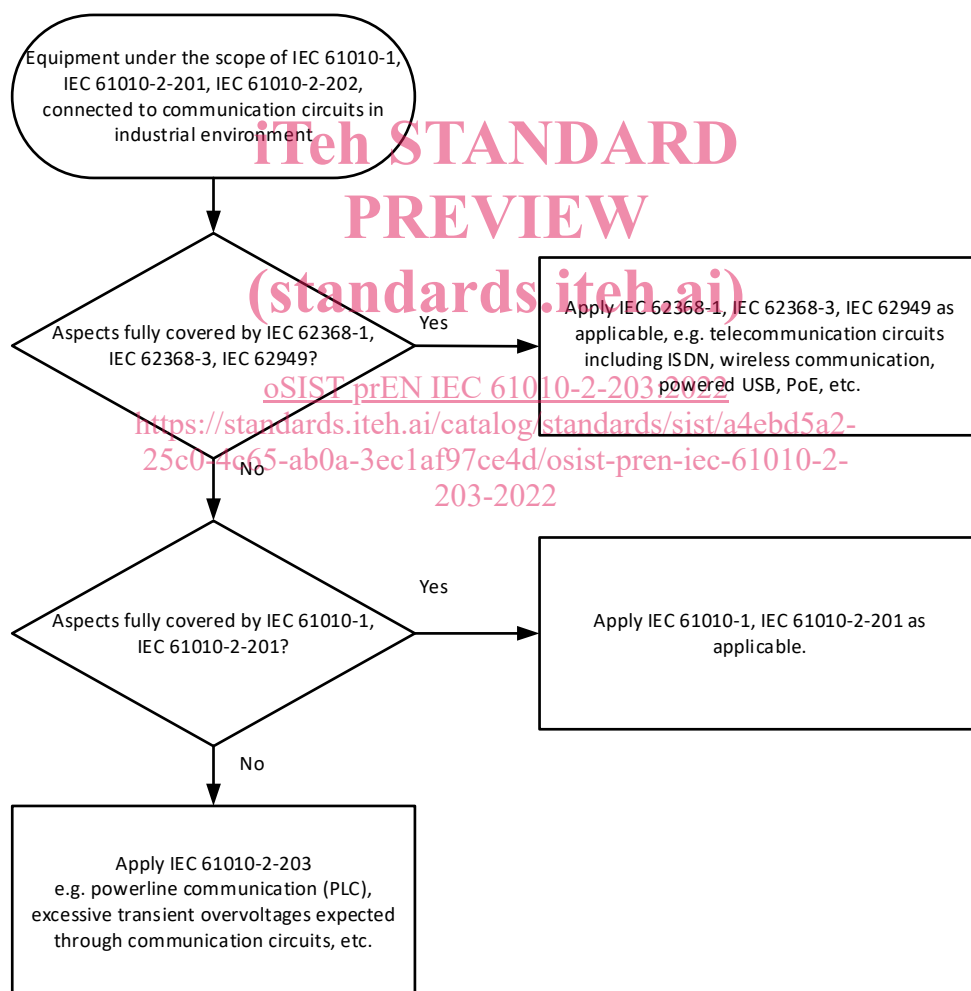 Equipment under the scope of IEC 61010-1,
IEC 61010-2-201, IEC 61010-2-202,
connected to communication circuits in
industrial environment
iTeh STANDARD
PREVIEW
(standards.iteh.ai)
Aspects fully covered by IEC 62368-1,
IEC 62368-3, IEC 62949?
Yes
Apply IEC 62368-1, IEC 62368-3, IEC 62949 as
applicable, e.g. telecommunication circuits
including ISDN, wireless communication,
powered USB, PoE, etc.
oSIST prEN IEC 61010-2-203:2022
https://standards.iteh.ai/catalog/standards/sist/a4ebd5a2-
25c0-4c65-ab0a-3ec1af97ce4d/osist-pren-iec-61010-2-
203-2022
No
Aspects fully covered by IEC 61010-1,
IEC 61010-2-201?
Yes
Apply IEC 61010-1, IEC 61010-2-201 as
applicable.
No
Apply IEC 61010-2-203
e.g. powerline communication (PLC),
excessive transient overvoltages expected
through communication circuits, etc.